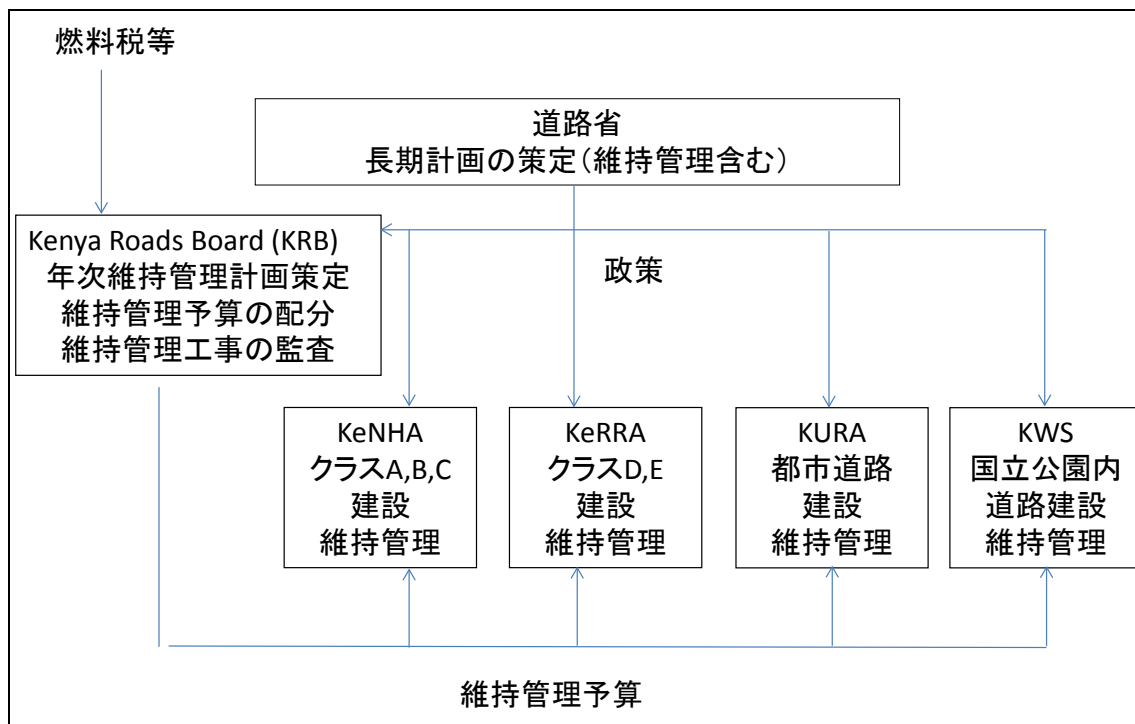 燃料税等
道路省
長期計画の策定(維持管理含む)
Kenya Roads Board (KRB)
年次維持管理計画策定
維持管理予算の配分
維持管理工事の監査
政策
KeNHA
クラスA,B,C
建設
維持管理
KeRRA
クラスD,E
建設
維持管理
KURA
都市道路
建設
維持管理
KWS
国立公園内
道路建設
維持管理
維持管理予算